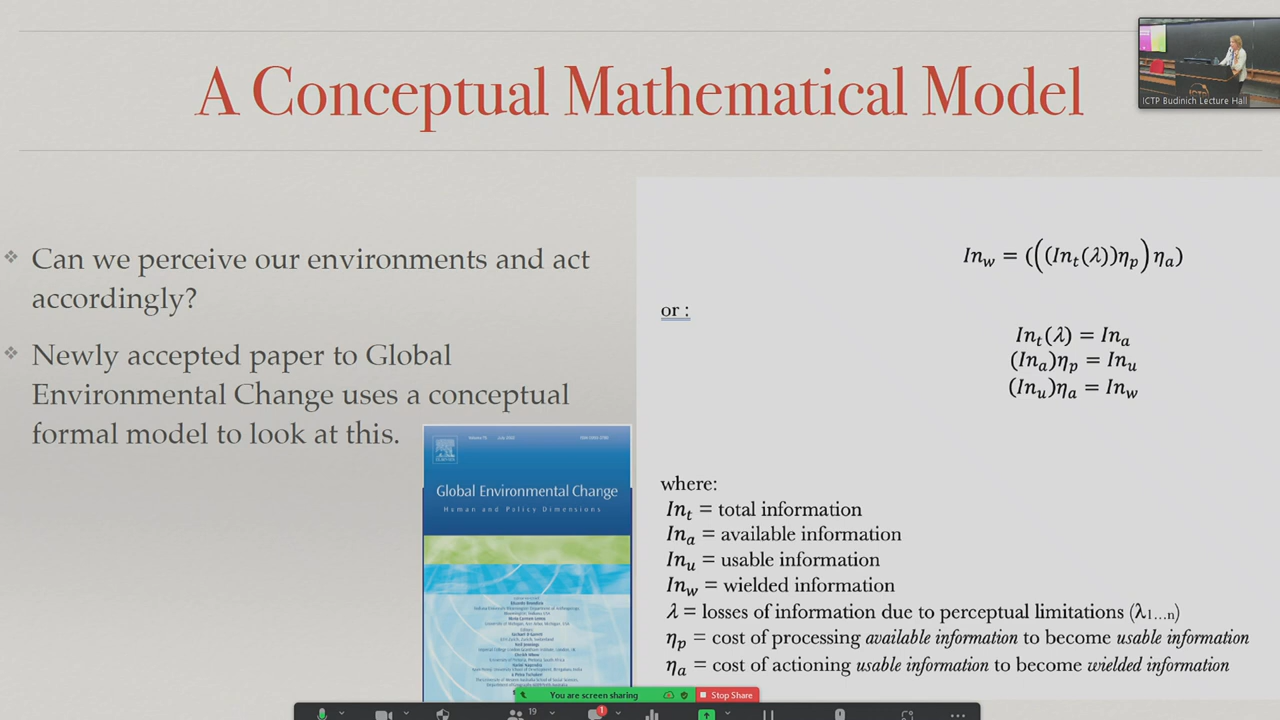 A Conceptual Mathematical Model
ICTP Budinich Lecture Hall
❖ Can we perceive our environments and act
accordingly?
❖ Newly accepted paper to Global
Environmental Change uses a conceptual
formal model to look at this.
Global Environmental Change
Human and Policy Dimensions
In_w = (((In_t(λ))η_p)η_a)
or :
In_t(λ) = In_a
(In_a)η_p = In_u
(In_u)η_a = In_w
where:
In_t = total information
In_a = available information
In_u = usable information
In_w = wielded information
λ = losses of information due to perceptual limitations (λ₁…ₙ)
η_p = cost of processing available information to become usable information
η_a = cost of actioning usable information to become wielded information
You are screen sharing
Stop Share
19
1